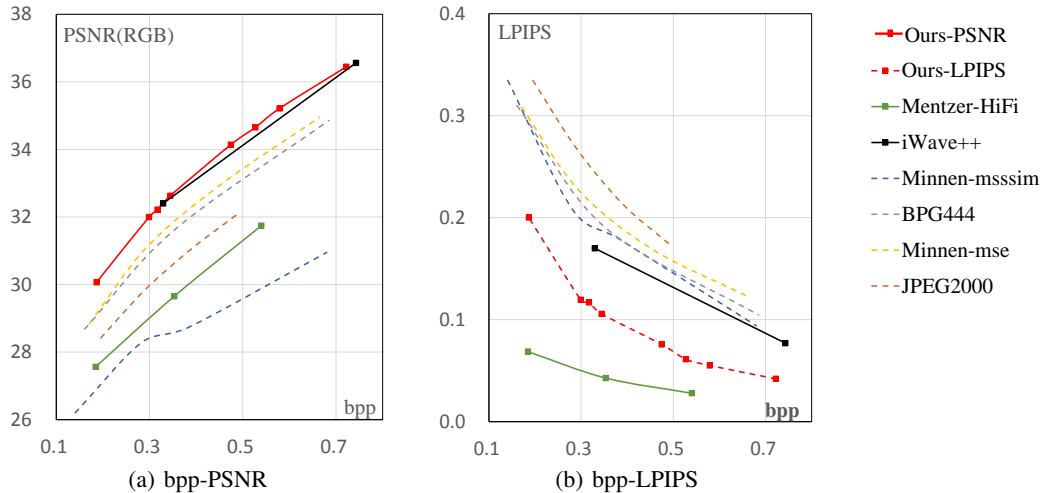 PSNR(RGB)
38
36
34
32
30
28
26
0.1
0.3
0.5
0.7
bpp
(a) bpp-PSNR
LPIPS
0.4
0.3
0.2
0.1
0.0
0.1
0.3
0.5
0.7
bpp
(b) bpp-LPIPS
Ours-PSNR
Ours-LPIPS
Mentzer-HiFi
iWave++
Minnen-msssim
BPG444
Minnen-mse
JPEG2000